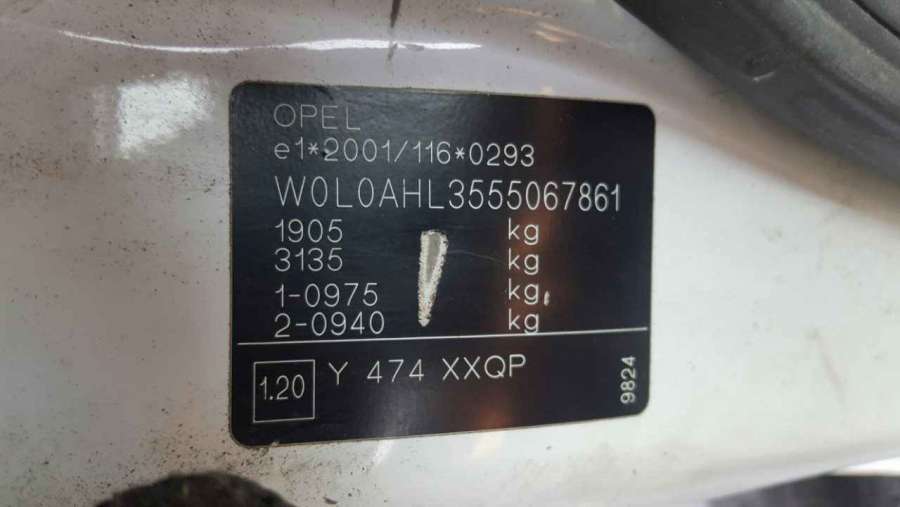 OPEL
e1*2001/116*0293
W0L0AHL3555067861
1905 kg
3135 kg
1-0975 kg
2-0940 kg
1.20 Y 474 XXQP
9824